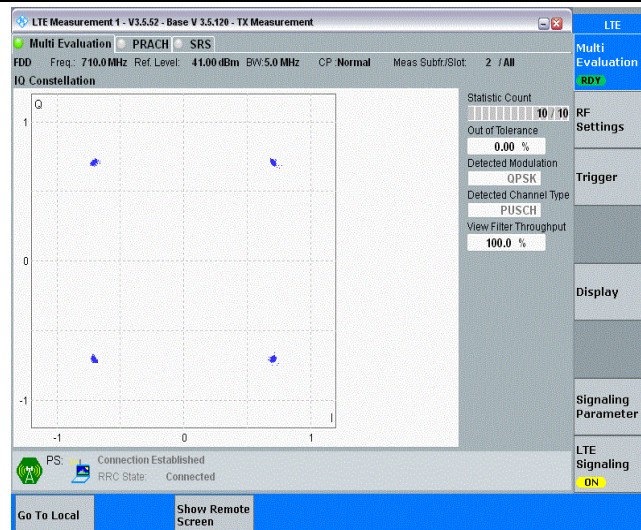 LTE Measurement 1 - V3.5.52 - Base V 3.5.120 - TX Measurement
LTE
Multi Evaluation PRACH SRS
Multi
Evaluation
RDY
FDD Freq.: 710.0 MHz Ref. Level: 41.00 dBm BW:5.0 MHz CP :Normal Meas Subfr./Slot: 2 / All
IQ Constellation
Q
1
0
-1
I
-1 0 1
Statistic Count
10 / 10
Out of Tolerance
0.00 %
Detected Modulation
QPSK
Detected Channel Type
PUSCH
View Filter Throughput
100.0 %
RF
Settings
Trigger
Display
Signaling
Parameter
LTE
Signaling
ON
PS: Connection Established
RRC State: Connected
Go To Local
Show Remote
Screen